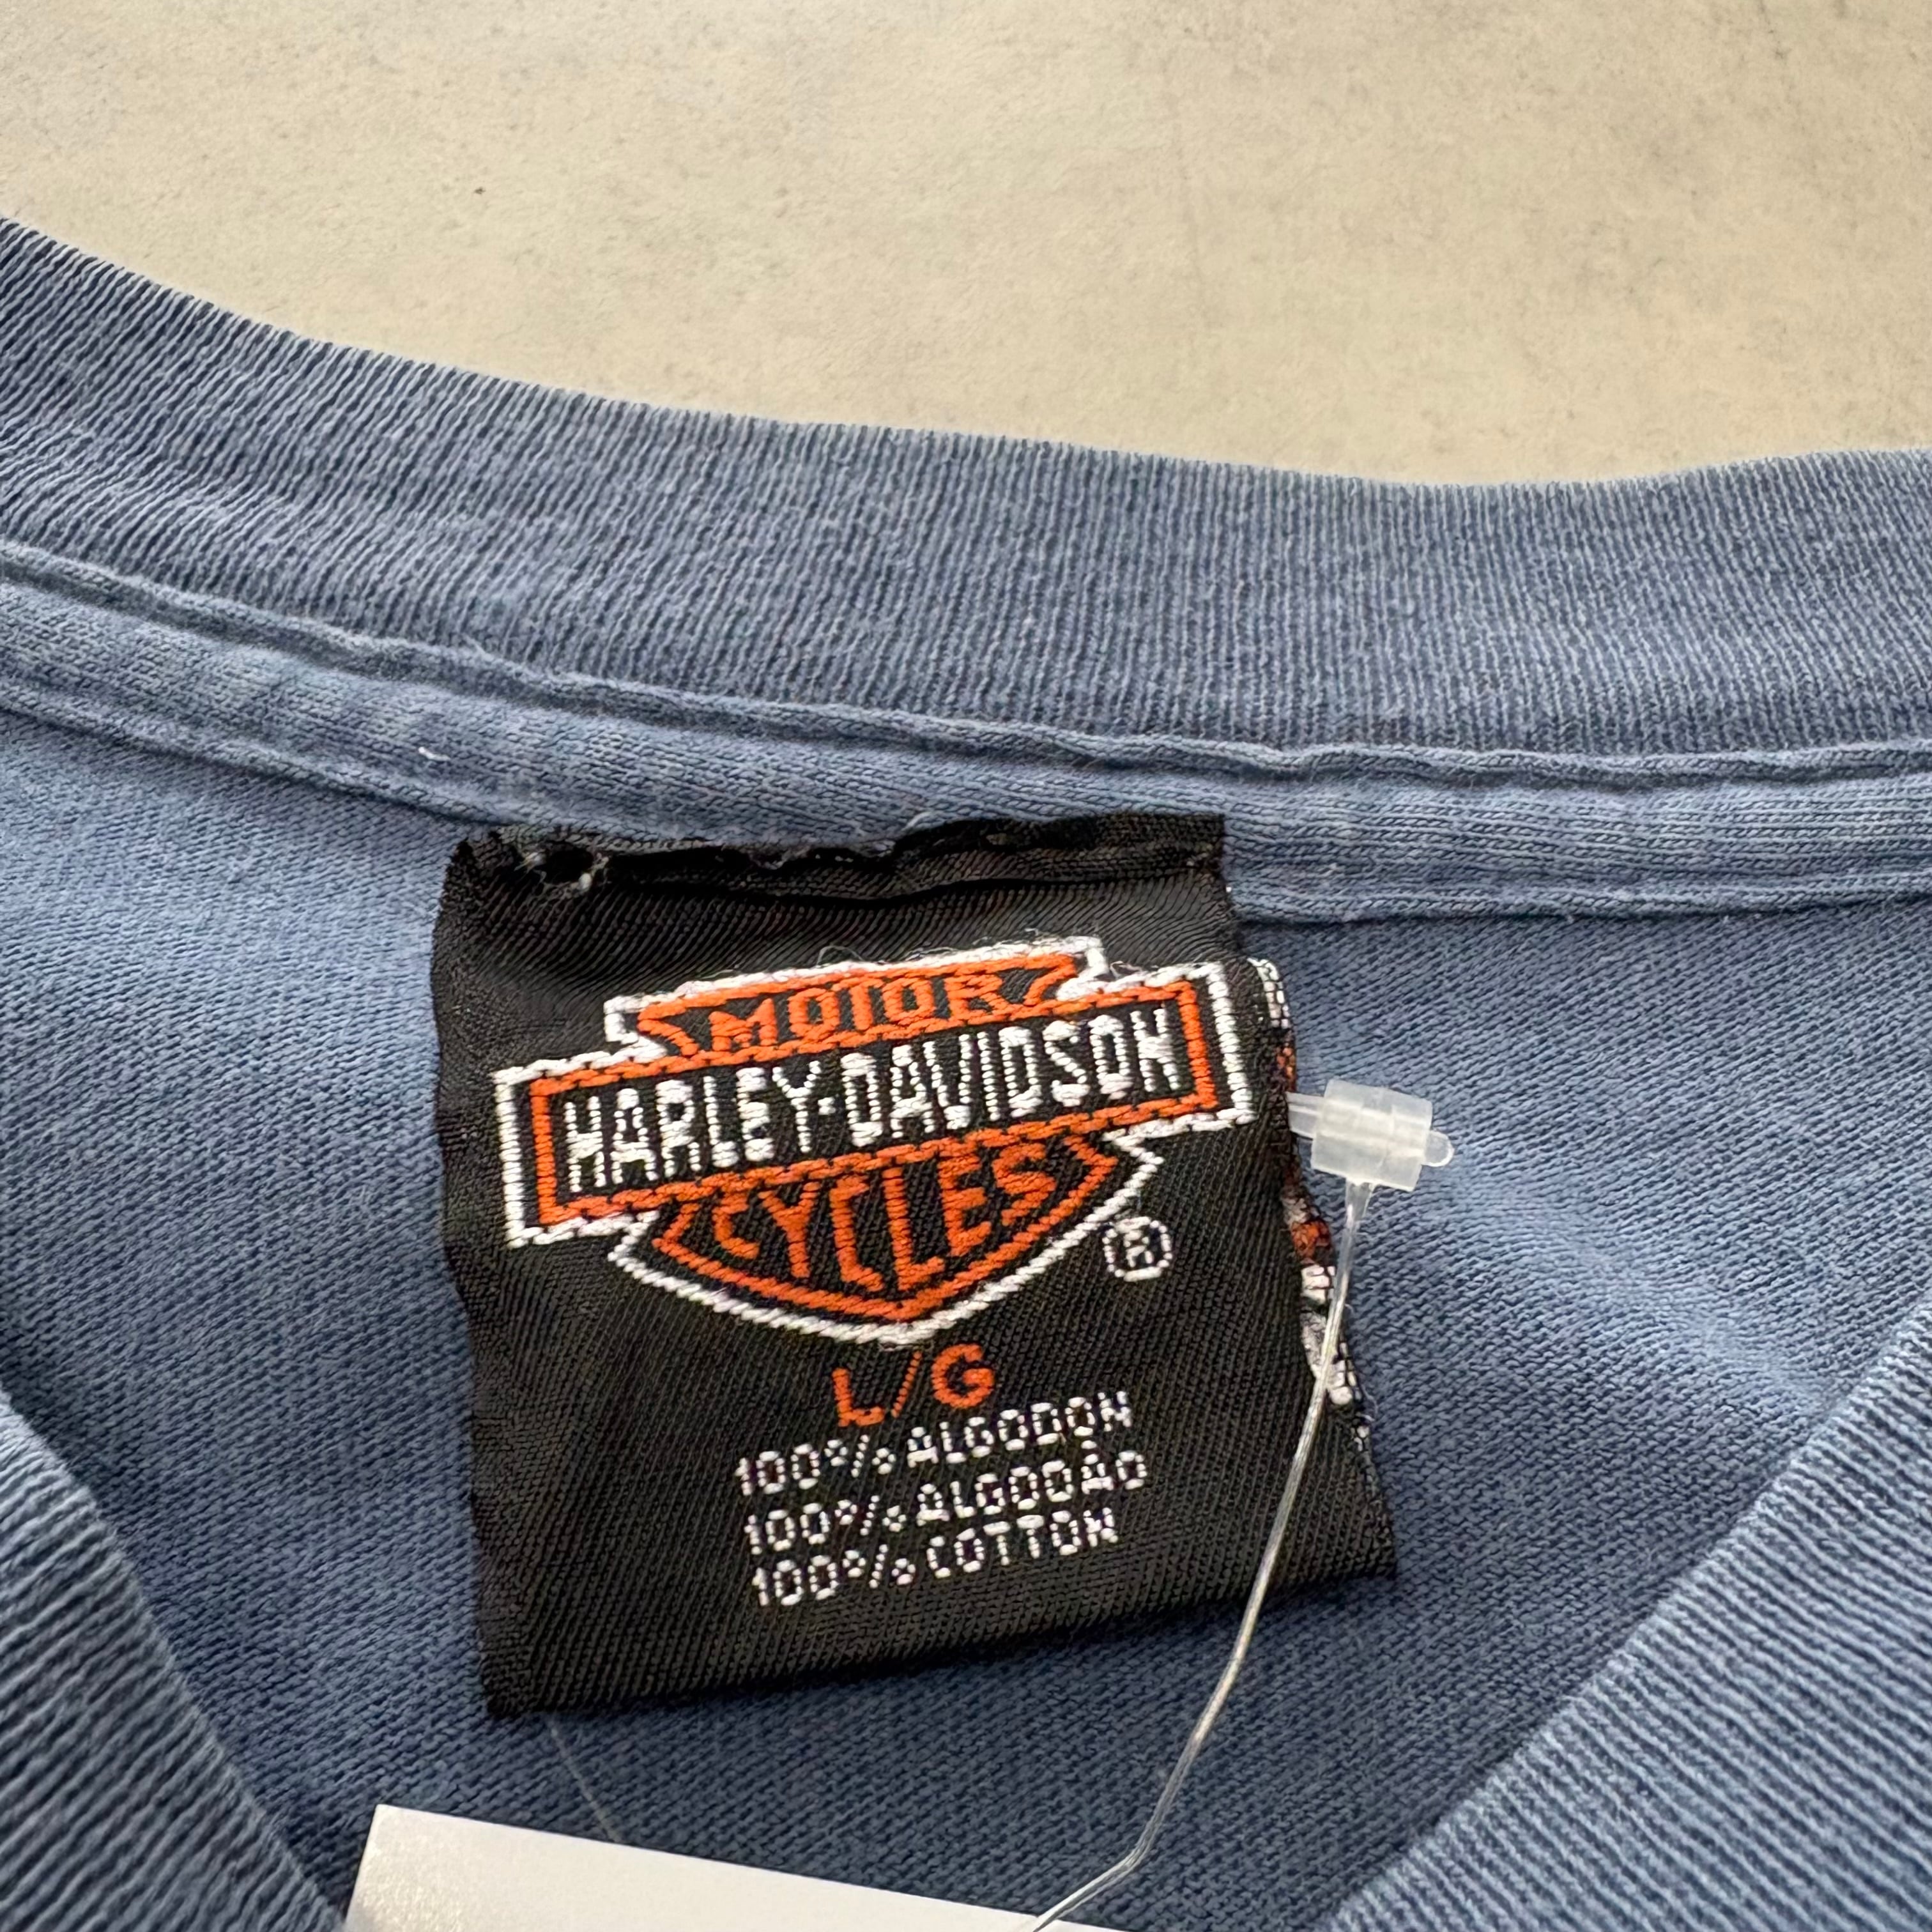 MOTOR
HARLEY-DAVIDSON
CYCLES
®
L/G
100% ALGODON
100% ALGODÃO
100% COTTON